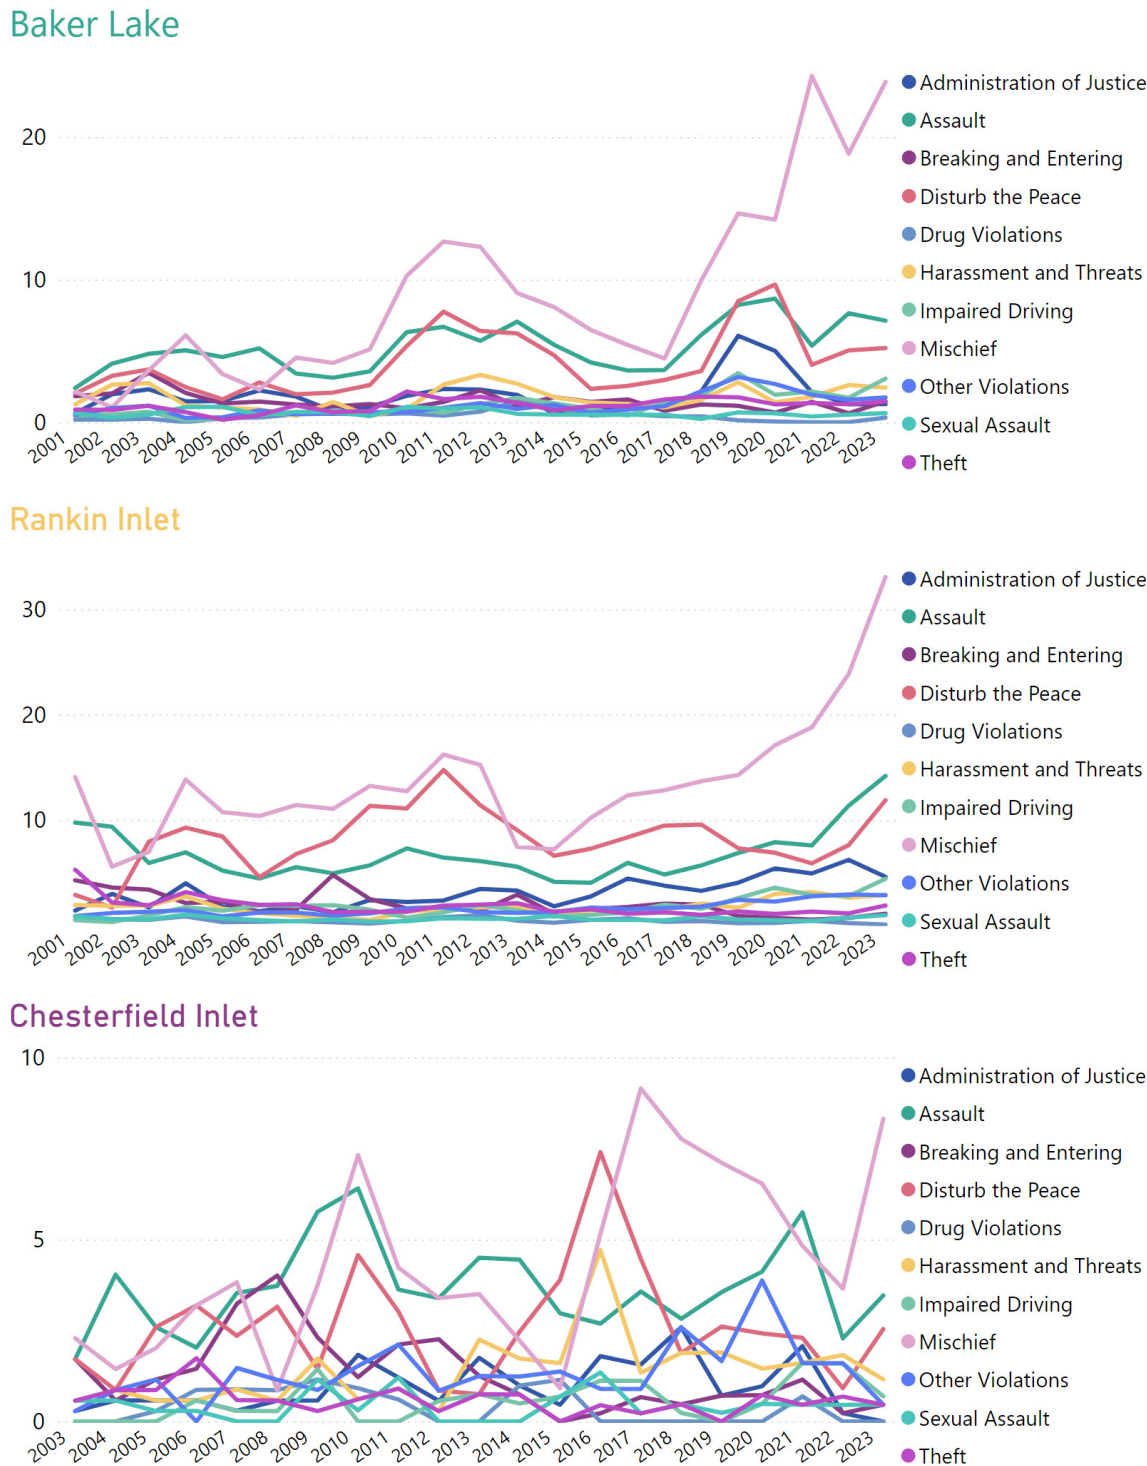 Baker Lake
20
10
0
2001 2002 2003 2004 2005 2006 2007 2008 2009 2010 2011 2012 2013 2014 2015 2016 2017 2018 2019 2020 2021 2022 2023
Administration of Justice
Assault
Breaking and Entering
Disturb the Peace
Drug Violations
Harassment and Threats
Impaired Driving
Mischief
Other Violations
Sexual Assault
Theft
Rankin Inlet
30
20
10
2001 2002 2003 2004 2005 2006 2007 2008 2009 2010 2011 2012 2013 2014 2015 2016 2017 2018 2019 2020 2021 2022 2023
Administration of Justice
Assault
Breaking and Entering
Disturb the Peace
Drug Violations
Harassment and Threats
Impaired Driving
Mischief
Other Violations
Sexual Assault
Theft
Chesterfield Inlet
10
5
0
2003 2004 2005 2006 2007 2008 2009 2010 2011 2012 2013 2014 2015 2016 2017 2018 2019 2020 2021 2022 2023
Administration of Justice
Assault
Breaking and Entering
Disturb the Peace
Drug Violations
Harassment and Threats
Impaired Driving
Mischief
Other Violations
Sexual Assault
Theft